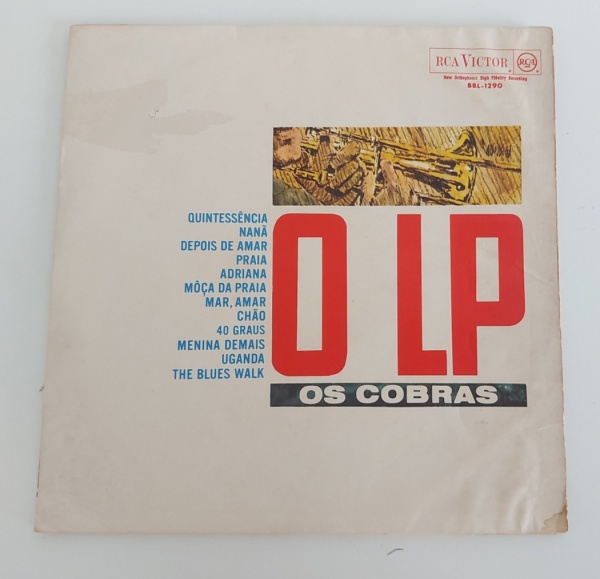 RCA VICTOR RCA
New Orthophonic High Fidelity Recording
BBL-1290
QUINTESSÊNCIA
NANÃ
DEPOIS DE AMAR
PRAIA
ADRIANA
MÔÇA DA PRAIA
MAR, AMAR
CHÃO
40 GRAUS
MENINA DEMAIS
UGANDA
THE BLUES WALK
O LP
OS COBRAS